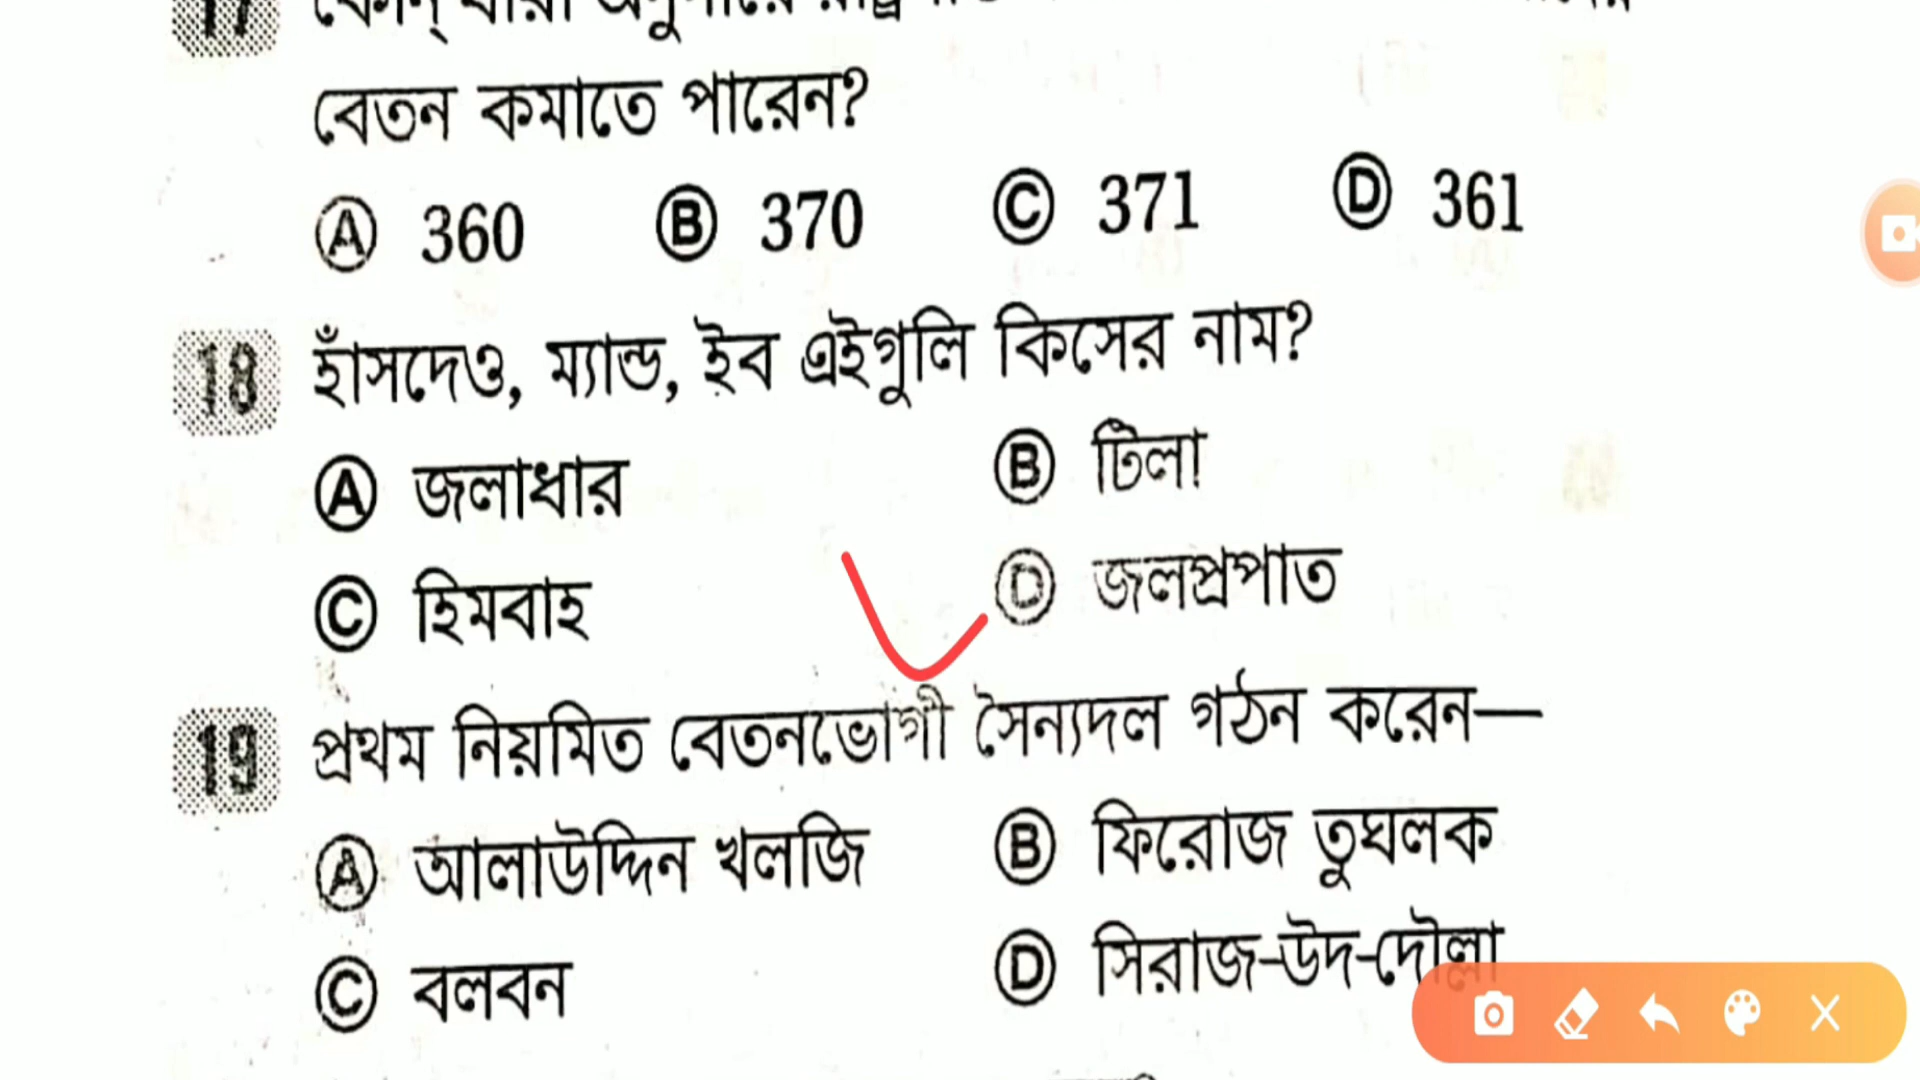 17
বেতন কমাতে পারেন?
Ⓐ 360 Ⓑ 370 Ⓒ 371 Ⓓ 361
18 হাঁসদেও, ম্যান্ড, ইব এইগুলি কিসের নাম?
Ⓐ জলাধার Ⓑ টিলা
Ⓒ হিমবাহ Ⓓ জলপ্রপাত
19 প্রথম নিয়মিত বেতনভোগী সৈন্যদল গঠন করেন—
Ⓐ আলাউদ্দিন খলজি Ⓑ ফিরোজ তুঘলক
Ⓒ বলবন Ⓓ সিরাজ-উদ-দৌল্লা